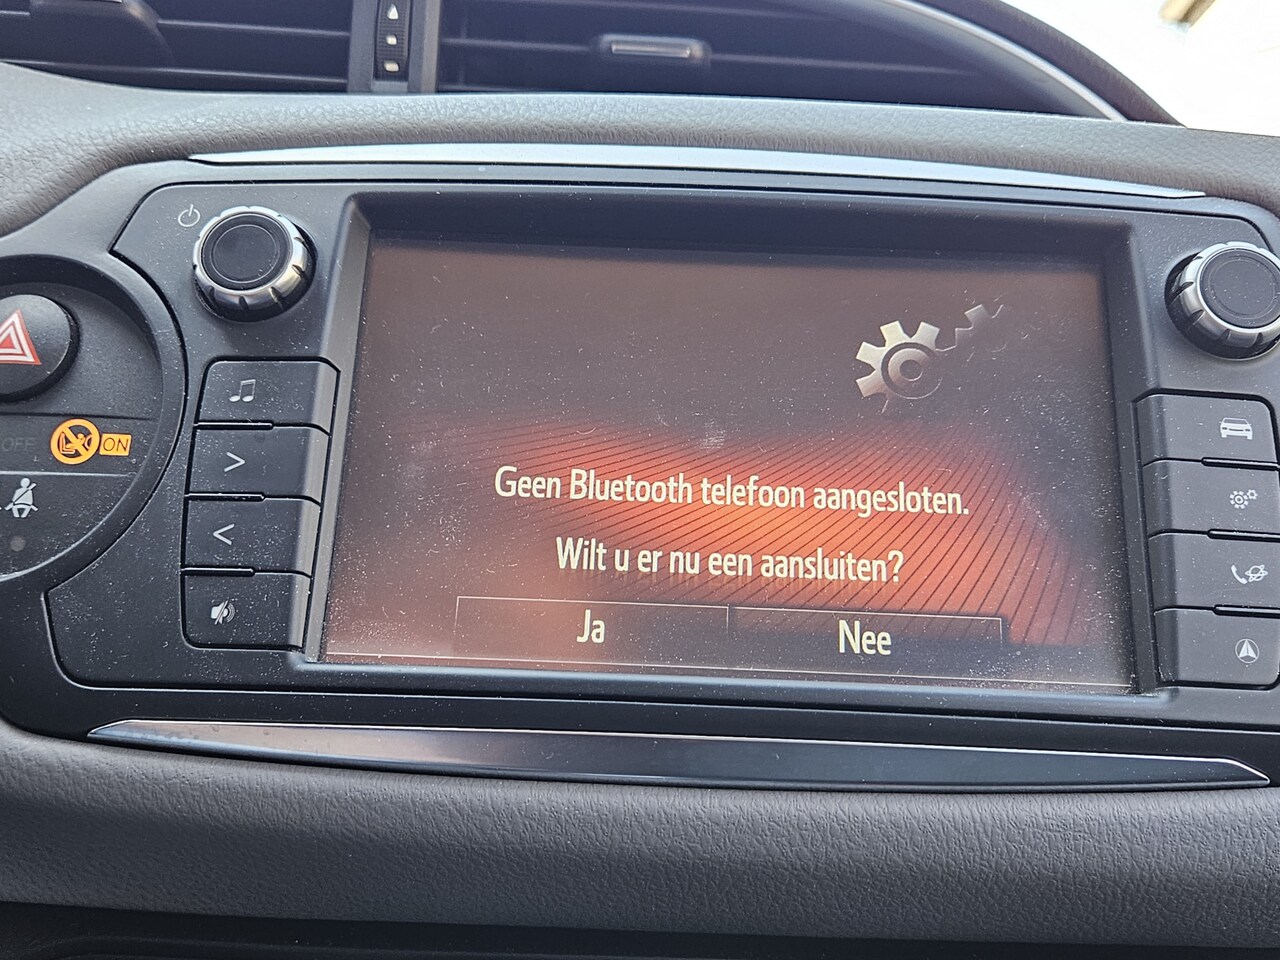 Geen Bluetooth telefoon aangesloten.
Wilt u er nu een aansluiten?
Ja
Nee
OFF
ON